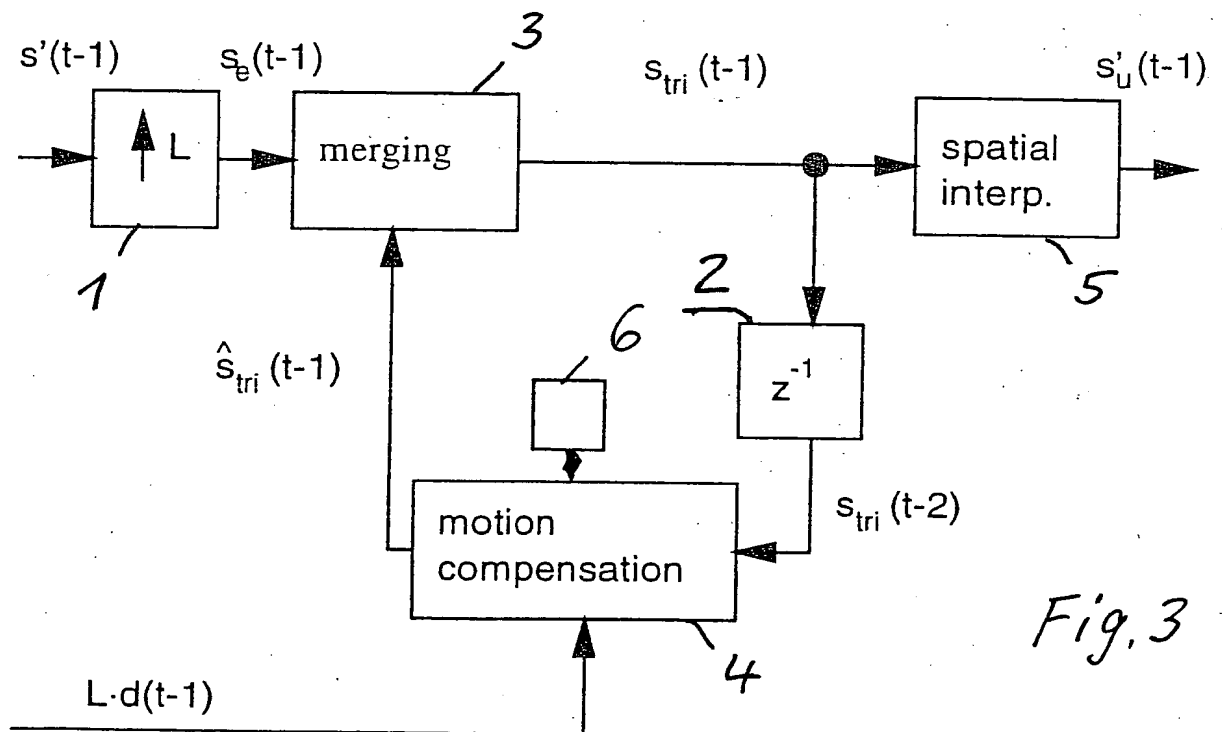 s'(t-1)
s_e(t-1)
3
s_tri (t-1)
s'_u(t-1)
↑ L
merging
spatial
interp.
1
2
5
6
ŝ_tri (t-1)
z^-1
motion
compensation
s_tri (t-2)
4
Fig. 3
L·d(t-1)